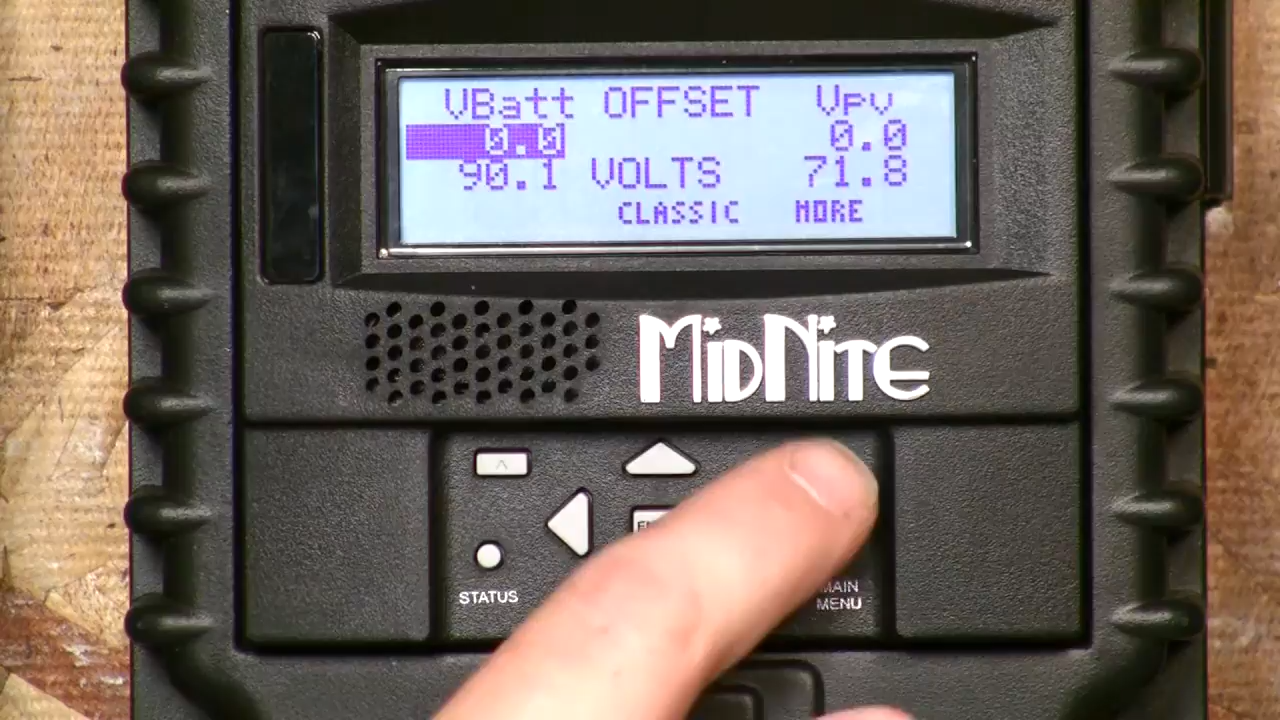 VBatt OFFSET Vpv
0.0 0.0
90.1 VOLTS 71.8
CLASSIC MORE
MIDNITE
STATUS
MAIN
MENU